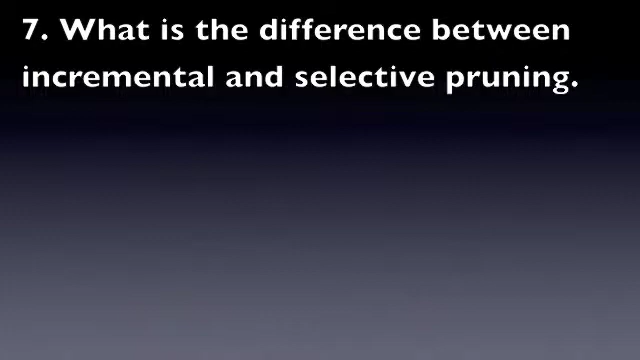 7. What is the difference between
incremental and selective pruning.